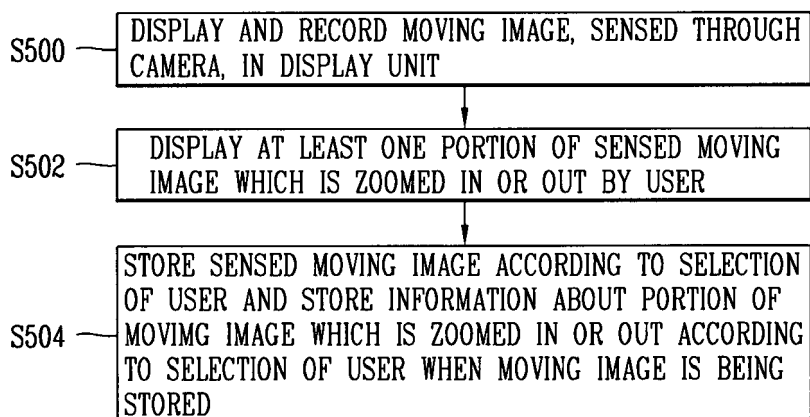 S500
DISPLAY AND RECORD MOVING IMAGE, SENSED THROUGH
CAMERA, IN DISPLAY UNIT
S502
DISPLAY AT LEAST ONE PORTION OF SENSED MOVING
IMAGE WHICH IS ZOOMED IN OR OUT BY USER
S504
STORE SENSED MOVING IMAGE ACCORDING TO SELECTION
OF USER AND STORE INFORMATION ABOUT PORTION OF
MOVIMG IMAGE WHICH IS ZOOMED IN OR OUT ACCORDING
TO SELECTION OF USER WHEN MOVING IMAGE IS BEING
STORED